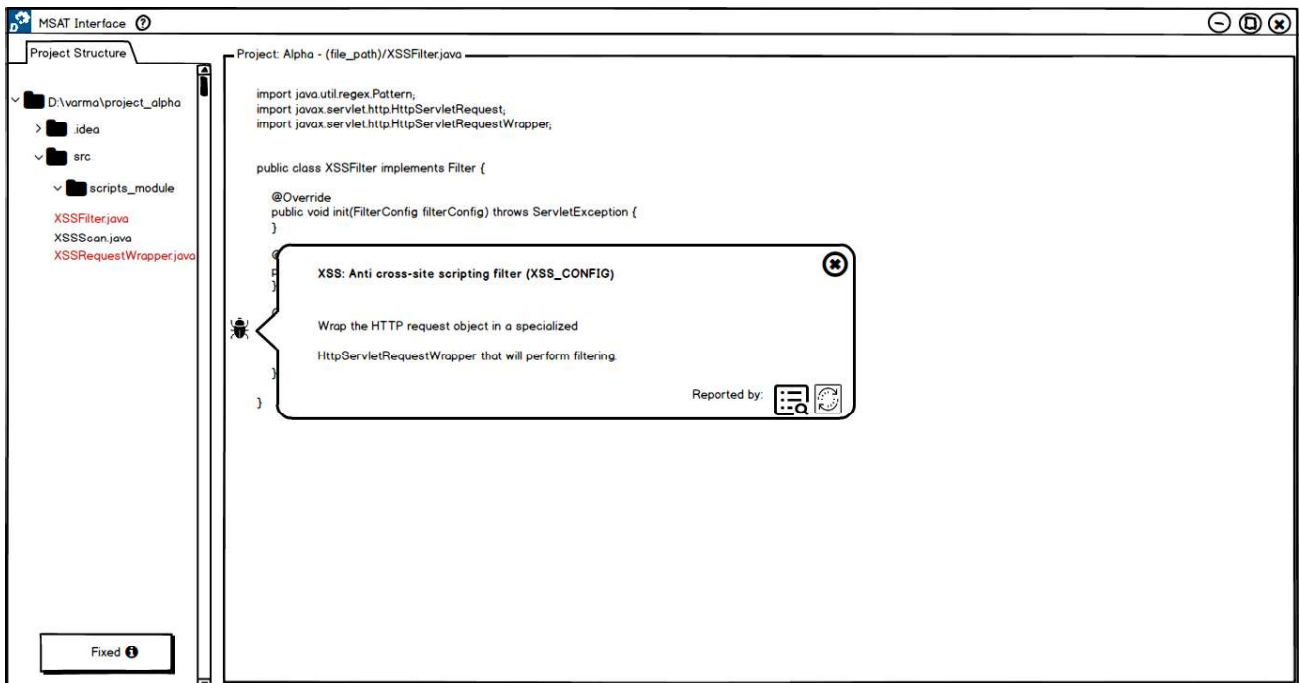 MSAT Interface ?
Project Structure
Project: Alpha - (file_path)/XSSFilter.java
D:\varma\project_alpha
.idea
src
scripts_module
XSSFilter.java
XSSScan.java
XSSRequestWrapper.java
import java.util.regex.Pattern;
import javax.servlet.http.HttpServletRequest;
import javax.servlet.http.HttpServletRequestWrapper;
public class XSSFilter implements Filter {
@Override
public void init(FilterConfig filterConfig) throws ServletException {
}
XSS: Anti cross-site scripting filter (XSS_CONFIG)
Wrap the HTTP request object in a specialized
HttpServletRequestWrapper that will perform filtering.
Reported by:
}
}
}
Fixed